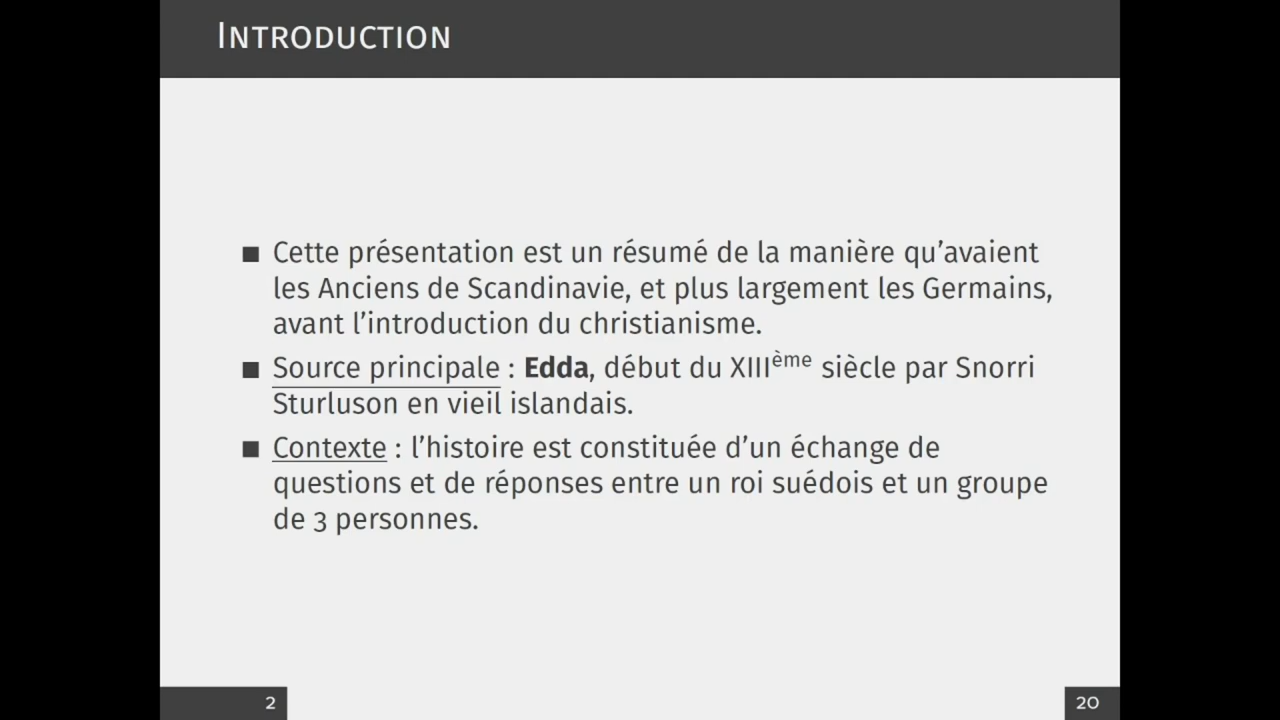 Introduction
■ Cette présentation est un résumé de la manière qu’avaient
les Anciens de Scandinavie, et plus largement les Germains,
avant l’introduction du christianisme.
■ Source principale : Edda, début du XIIIème siècle par Snorri
Sturluson en vieil islandais.
■ Contexte : l’histoire est constituée d’un échange de
questions et de réponses entre un roi suédois et un groupe
de 3 personnes.
2
20